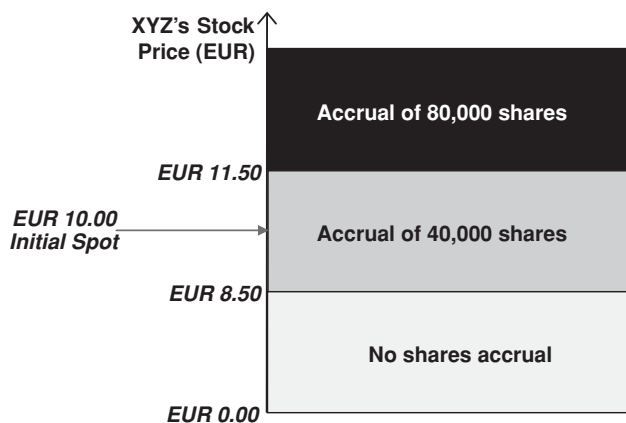 XYZ's Stock
Price (EUR)
Accrual of 80,000 shares
EUR 11.50
EUR 10.00
Initial Spot
Accrual of 40,000 shares
EUR 8.50
No shares accrual
EUR 0.00